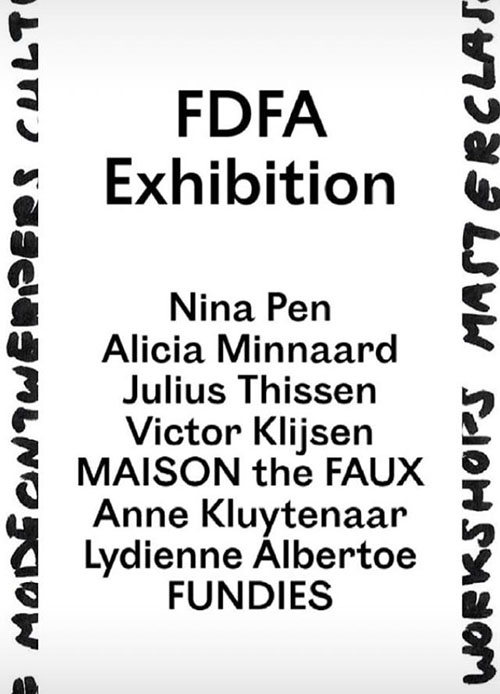 FDFA
Exhibition
Nina Pen
Alicia Minnaard
Julius Thissen
Victor Klijsen
MAISON the FAUX
Anne Kluytenaar
Lydienne Albertoe
FUNDIES
MODEONTWERPERS
WORKSHOPS MASTERCLAS